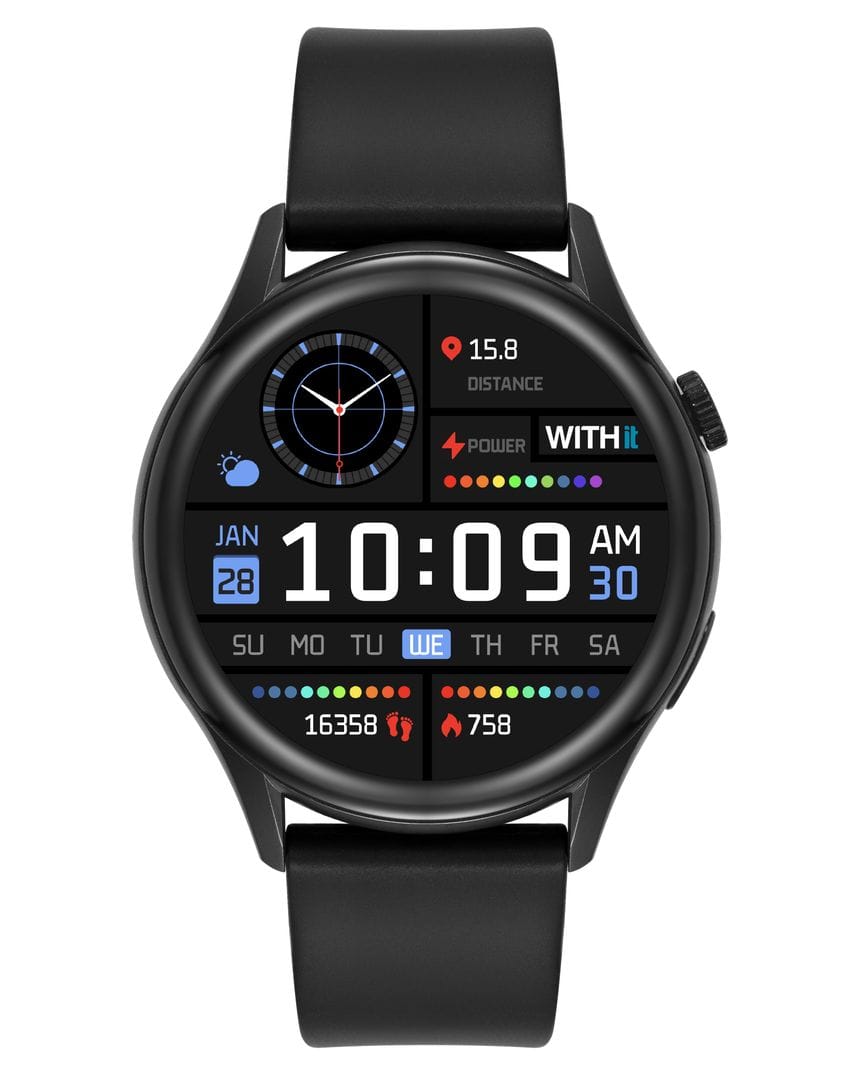 15.8
DISTANCE
POWER
WITHit
JAN
28
10:09
AM
30
SU MO TU WE TH FR SA
16358
758